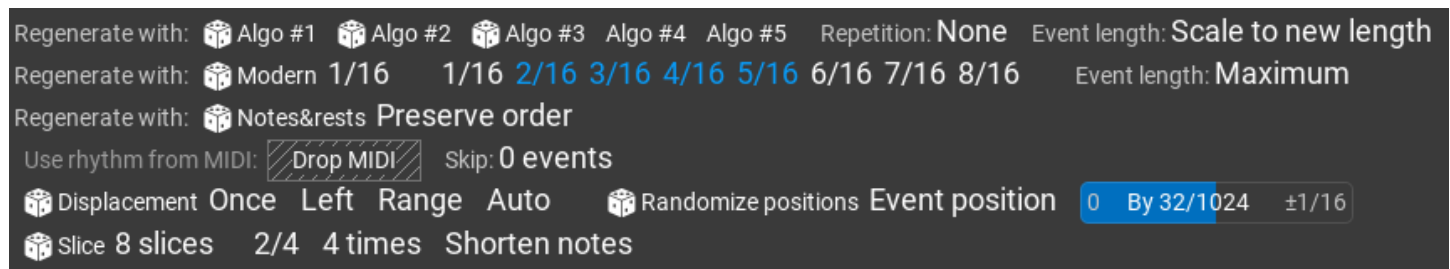 Regenerate with: Algo #1 Algo #2 Algo #3 Algo #4 Algo #5 Repetition: None Event length: Scale to new length
Regenerate with: Modern 1/16 1/16 2/16 3/16 4/16 5/16 6/16 7/16 8/16 Event length: Maximum
Regenerate with: Notes&rests Preserve order
Use rhythm from MIDI: Drop MIDI Skip: 0 events
Displacement Once Left Range Auto Randomize positions Event position 0 By 32/1024 ±1/16
Slice 8 slices 2/4 4 times Shorten notes